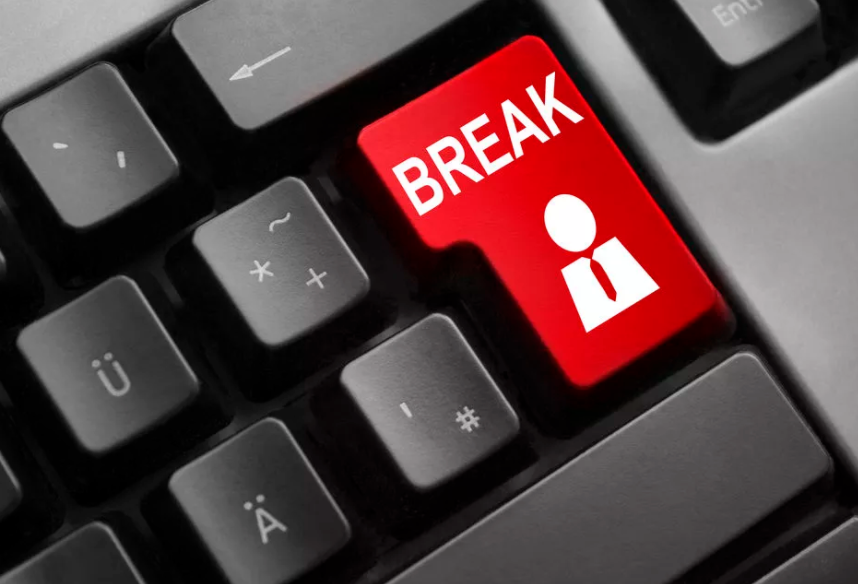 BREAK
~
* +
Ü
' #
Ä